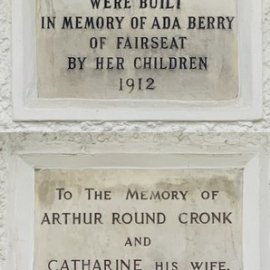 WERE BUILT
IN MEMORY OF ADA BERRY
OF FAIRSEAT
BY HER CHILDREN
1912
TO THE MEMORY OF
ARTHUR ROUND CRONK
AND
CATHARINE HIS WIFE.